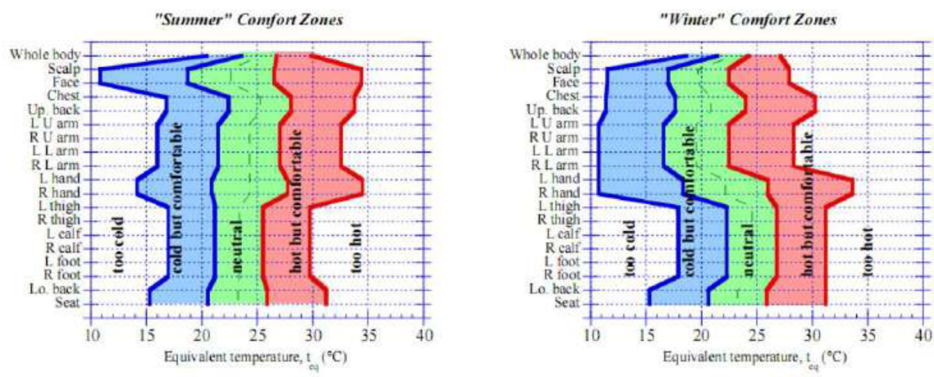 "Summer" Comfort Zones
Whole body
Scalp
Face
Chest
Up. back
L U arm
R U arm
L L arm
R L arm
L hand
R hand
L thigh
R thigh
L calf
R calf
L foot
R foot
Lo. back
Seat
too cold
cold but comfortable
neutral
hot but comfortable
too hot
10 15 20 25 30 35 40
Equivalent temperature, t eq (°C)
"Winter" Comfort Zones
Whole body
Scalp
Face
Chest
Up. back
L U arm
R U arm
L L arm
R L arm
L hand
R hand
L thigh
R thigh
L calf
R calf
L foot
R foot
Lo. back
Seat
too cold
cold but comfortable
neutral
hot but comfortable
too hot
10 15 20 25 30 35 40
Equivalent temperature, t eq (°C)